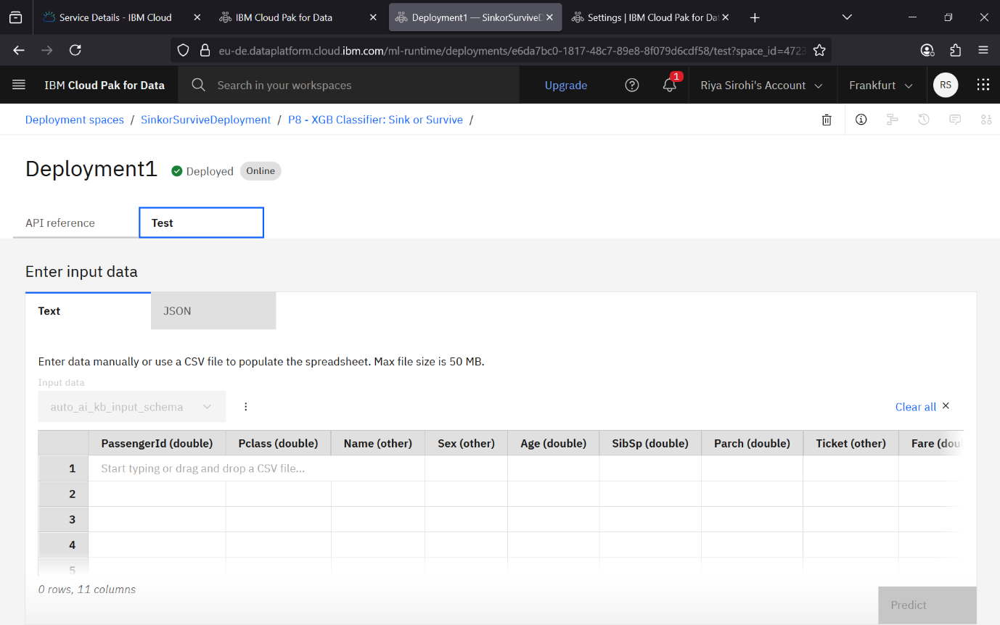 Service Details - IBM Cloud
IBM Cloud Pak for Data
Deployment1 — SinkorSurviveD
Settings | IBM Cloud Pak for Dat
eu-de.dataplatform.cloud.ibm.com/ml-runtime/deployments/e6da7bc0-1817-48c7-89e8-8f079d6cdf58/test?space_id=4723
IBM Cloud Pak for Data
Search in your workspaces
Upgrade
1
Riya Sirohi's Account
Frankfurt
RS
Deployment spaces / SinkorSurviveDeployment / P8 - XGB Classifier: Sink or Survive /
Deployment1
Deployed
Online
API reference
Test
Enter input data
Text
JSON
Enter data manually or use a CSV file to populate the spreadsheet. Max file size is 50 MB.
Input data
auto_ai_kb_input_schema
Clear all
PassengerId (double) Pclass (double) Name (other) Sex (other) Age (double) SibSp (double) Parch (double) Ticket (other) Fare (dou
1 Start typing or drag and drop a CSV file...
2
3
4
5
0 rows, 11 columns
Predict